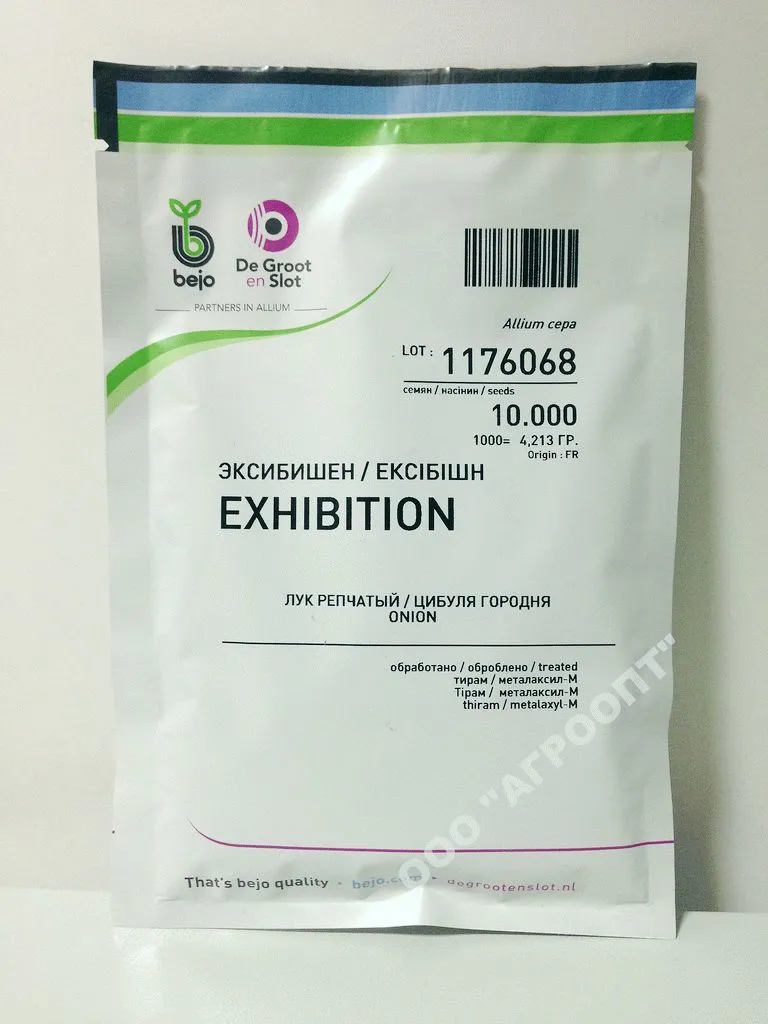 bejo
De Groot
en Slot
PARTNERS IN ALLIUM
Allium cepa
LOT : 1176068
семян / насінин / seeds
10.000
1000= 4,213 ГР.
Origin : FR
ЭКСИБИШЕН / ЕКСІБІШН
EXHIBITION
ЛУК РЕПЧАТЫЙ / ЦИБУЛЯ ГОРОДНЯ
ONION
обработано / оброблено / treated
тирам / металаксил-М
Тірам / металаксил-М
thiram / metalaxyl-M
ООО "АГРООПТ"
That's bejo quality · bejo.com · degrootenslot.nl